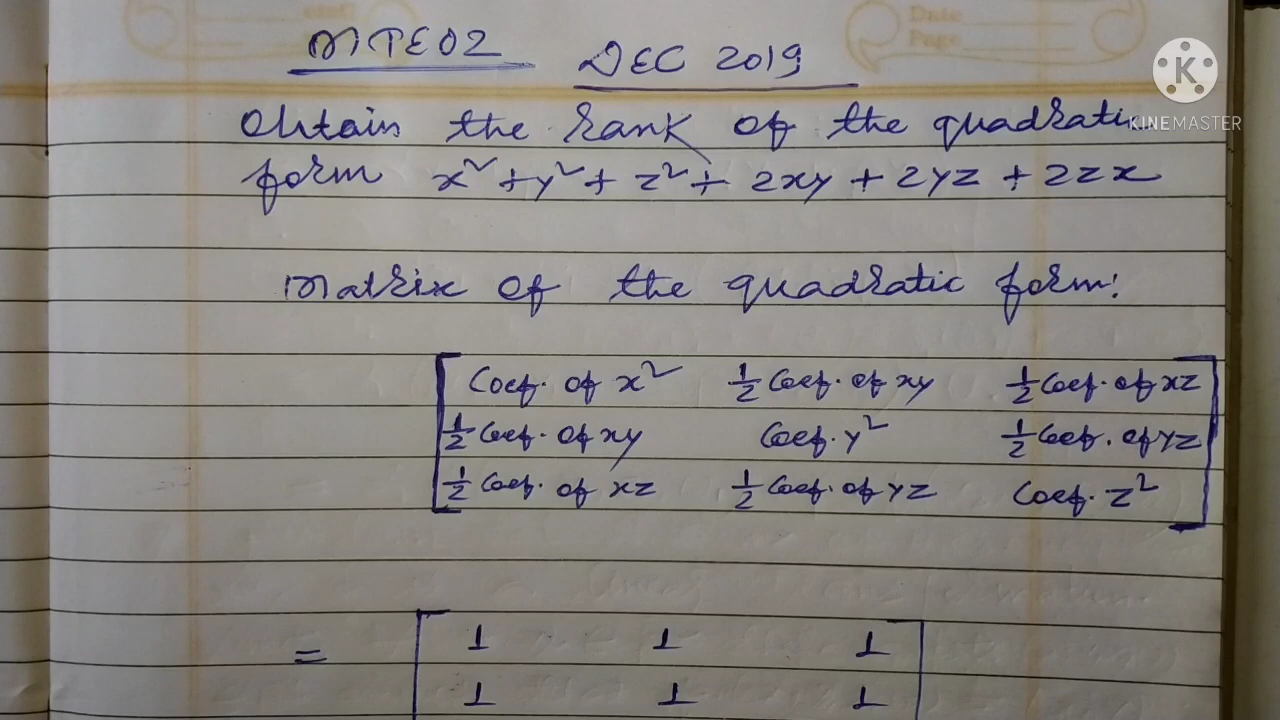 MTE02 DEC 2019
Obtain the rank of the quadratic
form x² + y² + z² + 2xy + 2yz + 2zx
Matrix of the quadratic form:
Coef. of x² ½ Coef. of xy ½ Coef. of xz
½ Coef. of xy Coef. y² ½ Coef. of yz
½ Coef. of xz ½ Coef. of yz Coef. z²
= 1 1 1
1 1 1
Date
Page
K
KINEMASTER